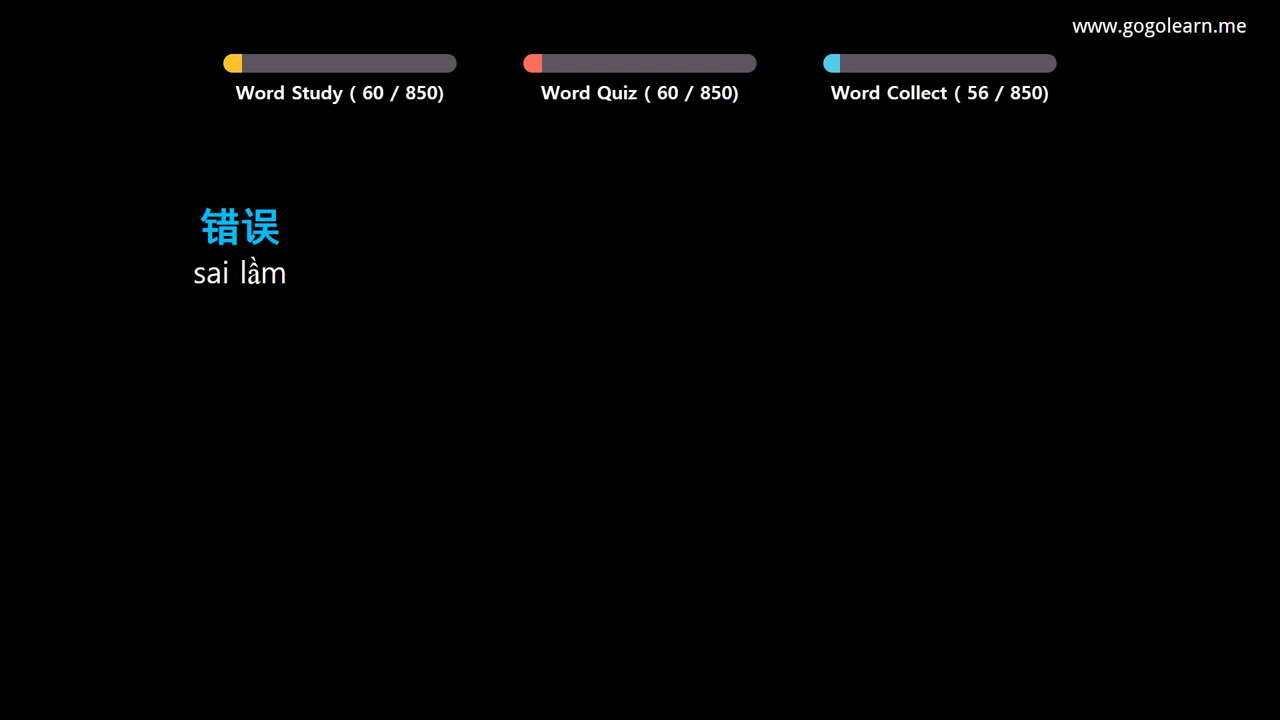 www.gogolearn.me
Word Study ( 60 / 850)
Word Quiz ( 60 / 850)
Word Collect ( 56 / 850)
错误
sai lầm